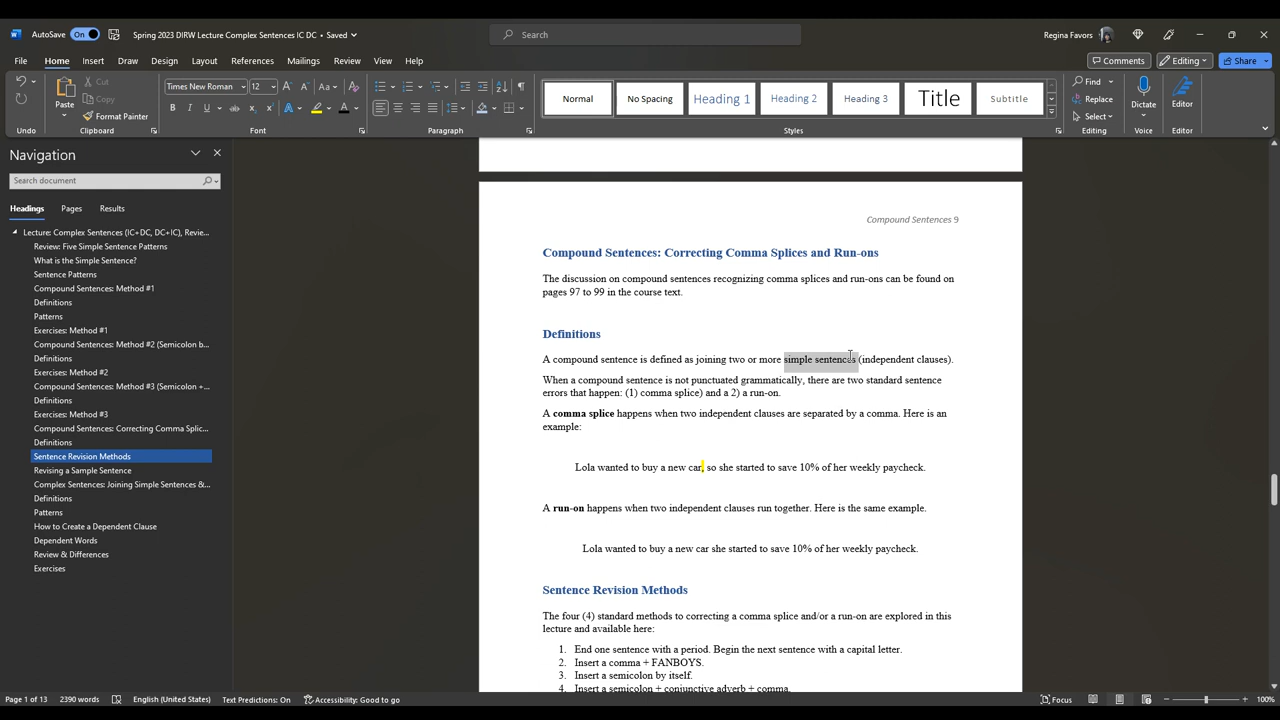 AutoSave On Spring 2023 DIRW Lecture Complex Sentences IC DC • Saved Search Regina Favors
File Home Insert Draw Design Layout References Mailings Review View Help Comments Editing Share
Times New Roman 12
Paste Cut Copy Format Painter
Normal No Spacing Heading 1 Heading 2 Heading 3 Title Subtitle
Find Replace Select Dictate Editor
Undo Clipboard Font Paragraph Styles Editing Voice Editor
Navigation
Search document
Headings Pages Results
Lecture: Complex Sentences (IC+DC, DC+IC), Revie...
Review: Five Simple Sentence Patterns
What is the Simple Sentence?
Sentence Patterns
Compound Sentences: Method #1
Definitions
Patterns
Exercises: Method #1
Compound Sentences: Method #2 (Semicolon b...
Definitions
Exercises: Method #2
Compound Sentences: Method #3 (Semicolon +...
Definitions
Exercises: Method #3
Compound Sentences: Correcting Comma Splic...
Definitions
Sentence Revision Methods
Revising a Sample Sentence
Complex Sentences: Joining Simple Sentences &...
Definitions
Patterns
How to Create a Dependent Clause
Dependent Words
Review & Differences
Exercises
Compound Sentences 9
Compound Sentences: Correcting Comma Splices and Run-ons
The discussion on compound sentences recognizing comma splices and run-ons can be found on
pages 97 to 99 in the course text.
Definitions
A compound sentence is defined as joining two or more simple sentences (independent clauses).
When a compound sentence is not punctuated grammatically, there are two standard sentence
errors that happen: (1) comma splice) and a 2) a run-on.
A comma splice happens when two independent clauses are separated by a comma. Here is an
example:
Lola wanted to buy a new car, so she started to save 10% of her weekly paycheck.
A run-on happens when two independent clauses run together. Here is the same example.
Lola wanted to buy a new car she started to save 10% of her weekly paycheck.
Sentence Revision Methods
The four (4) standard methods to correcting a comma splice and/or a run-on are explored in this
lecture and available here:
1. End one sentence with a period. Begin the next sentence with a capital letter.
2. Insert a comma + FANBOYS.
3. Insert a semicolon by itself.
4. Insert a semicolon + conjunctive adverb + comma.
Page 1 of 13 2390 words English (United States) Text Predictions: On Accessibility: Good to go Focus 100%